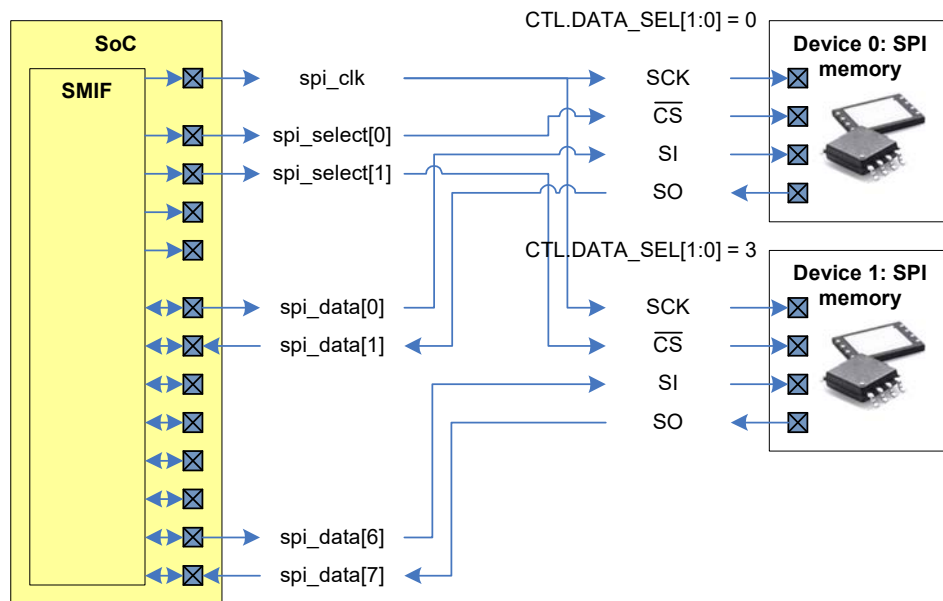 CTL.DATA_SEL[1:0] = 0
SoC
SMIF
Device 0: SPI
memory
spi_clk
SCK
spi_select[0]
CS
SI
spi_select[1]
SO
CTL.DATA_SEL[1:0] = 3
Device 1: SPI
memory
spi_data[0]
SCK
spi_data[1]
CS
SI
SO
spi_data[6]
spi_data[7]